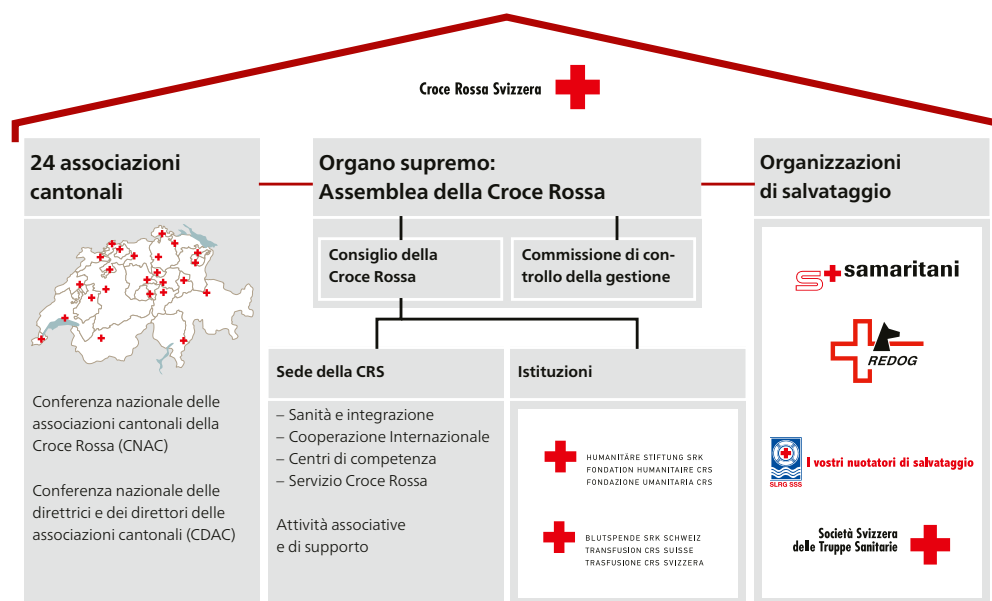 Croce Rossa Svizzera
24 associazioni
cantonali
Conferenza nazionale delle
associazioni cantonali della
Croce Rossa (CNAC)
Conferenza nazionale delle
direttrici e dei direttori delle
associazioni cantonali (CDAC)
Organo supremo:
Assemblea della Croce Rossa
Consiglio della
Croce Rossa
Commissione di con-
trollo della gestione
Sede della CRS
– Sanità e integrazione
– Cooperazione Internazionale
– Centri di competenza
– Servizio Croce Rossa
Attività associative
e di supporto
Istituzioni
HUMANITÄRE STIFTUNG SRK
FONDATION HUMANITAIRE CRS
FONDAZIONE UMANITARIA CRS
BLUTSPENDE SRK SCHWEIZ
TRANSFUSION CRS SUISSE
TRASFUSIONE CRS SVIZZERA
Organizzazioni
di salvataggio
s samaritani
REDOG
SLRG SSS
I vostri nuotatori di salvataggio
Società Svizzera
delle Truppe Sanitarie